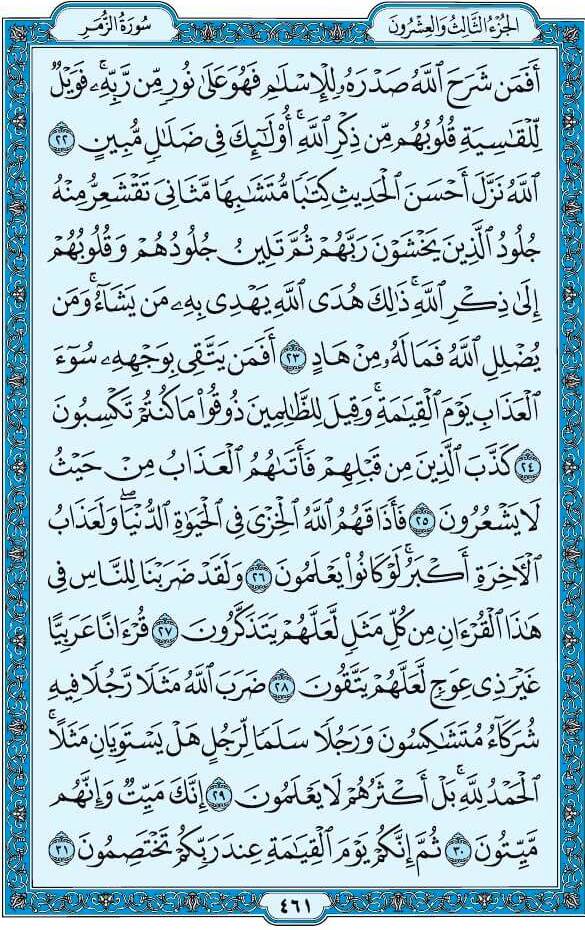 الجزء الثالث والعشرون
سورة الزمر
أَفَمَن شَرَحَ ٱللَّهُ صَدْرَهُۥ لِلْإِسْلَٰمِ فَهُوَ عَلَىٰ نُورٍ مِّن رَّبِّهِۦۚ فَوَيْلٌ
لِّلْقَٰسِيَةِ قُلُوبُهُم مِّن ذِكْرِ ٱللَّهِۚ أُو۟لَٰٓئِكَ فِى ضَلَٰلٍ مُّبِينٍ ٢٢
ٱللَّهُ نَزَّلَ أَحْسَنَ ٱلْحَدِيثِ كِتَٰبًا مُّتَشَٰبِهًا مَّثَانِىَ تَقْشَعِرُّ مِنْهُ
جُلُودُ ٱلَّذِينَ يَخْشَوْنَ رَبَّهُمْ ثُمَّ تَلِينُ جُلُودُهُمْ وَقُلُوبُهُمْ
إِلَىٰ ذِكْرِ ٱللَّهِۚ ذَٰلِكَ هُدَى ٱللَّهِ يَهْدِى بِهِۦ مَن يَشَآءُۚ وَمَن
يُضْلِلِ ٱللَّهُ فَمَا لَهُۥ مِنْ هَادٍ ٢٣ أَفَمَن يَتَّقِى بِوَجْهِهِۦ سُوٓءَ
ٱلْعَذَابِ يَوْمَ ٱلْقِيَٰمَةِۚ وَقِيلَ لِلظَّٰلِمِينَ ذُوقُوا۟ مَا كُنتُمْ تَكْسِبُونَ
٢٤ كَذَّبَ ٱلَّذِينَ مِن قَبْلِهِمْ فَأَتَىٰهُمُ ٱلْعَذَابُ مِنْ حَيْثُ
لَا يَشْعُرُونَ ٢٥ فَأَذَاقَهُمُ ٱللَّهُ ٱلْخِزْىَ فِى ٱلْحَيَوٰةِ ٱلدُّنْيَاۖ وَلَعَذَابُ
ٱلْءَاخِرَةِ أَكْبَرُۚ لَوْ كَانُوا۟ يَعْلَمُونَ ٢٦ وَلَقَدْ ضَرَبْنَا لِلنَّاسِ فِى
هَٰذَا ٱلْقُرْءَانِ مِن كُلِّ مَثَلٍ لَّعَلَّهُمْ يَتَذَكَّرُونَ ٢٧ قُرْءَانًا عَرَبِيًّا
غَيْرَ ذِى عِوَجٍ لَّعَلَّهُمْ يَتَّقُونَ ٢٨ ضَرَبَ ٱللَّهُ مَثَلًا رَّجُلًا فِيهِ
شُرَكَآءُ مُتَشَٰكِسُونَ وَرَجُلًا سَلَمًا لِّرَجُلٍ هَلْ يَسْتَوِيَانِ مَثَلًاۚ
ٱلْحَمْدُ لِلَّهِۚ بَلْ أَكْثَرُهُمْ لَا يَعْلَمُونَ ٢٩ إِنَّكَ مَيِّتٌ وَإِنَّهُم
مَّيِّتُونَ ٣٠ ثُمَّ إِنَّكُمْ يَوْمَ ٱلْقِيَٰمَةِ عِندَ رَبِّكُمْ تَخْتَصِمُونَ ٣١
٤٦١